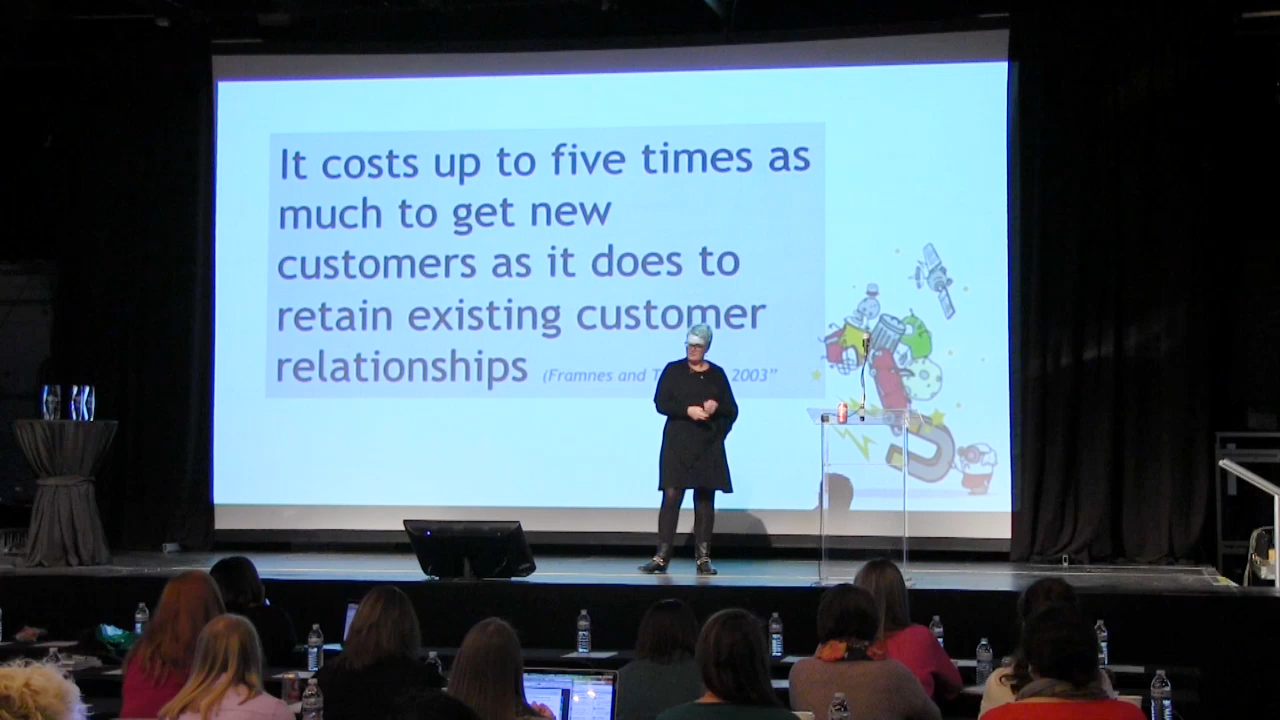 It costs up to five times as
much to get new
customers as it does to
retain existing customer
relationships (Framnes and 2003”